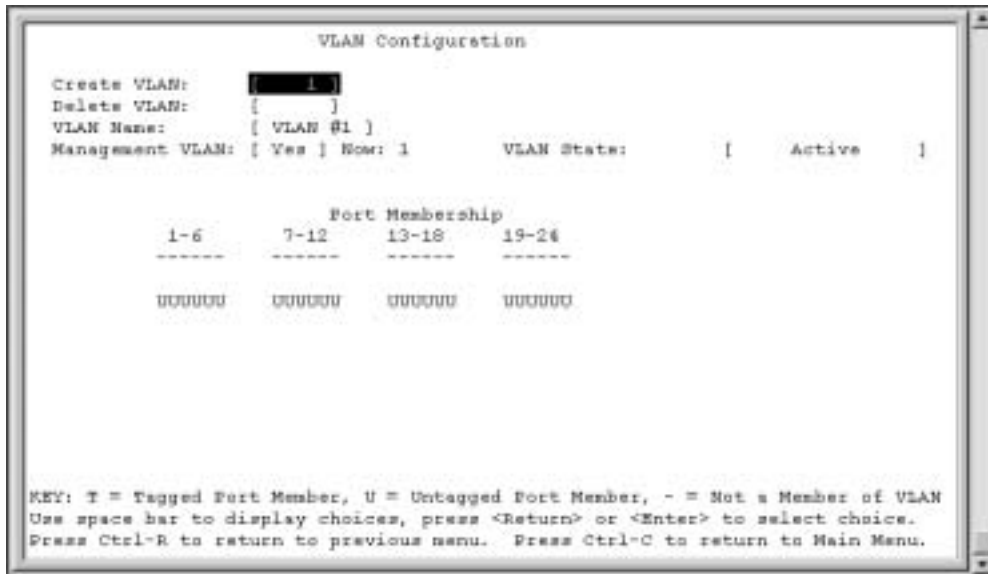 VLAN Configuration
Create VLAN: [ 1 ]
Delete VLAN: [ ]
VLAN Name: [ VLAN #1 ]
Management VLAN: [ Yes ] Now: 1 VLAN State: [ Active ]
Port Membership
1-6 7-12 13-18 19-24
------ ------ ------ ------
UUUUUU UUUUUU UUUUUU UUUUUU
KEY: T = Tagged Port Member, U = Untagged Port Member, - = Not a Member of VLAN
Use space bar to display choices, press <Return> or <Enter> to select choice.
Press Ctrl-R to return to previous menu. Press Ctrl-C to return to Main Menu.